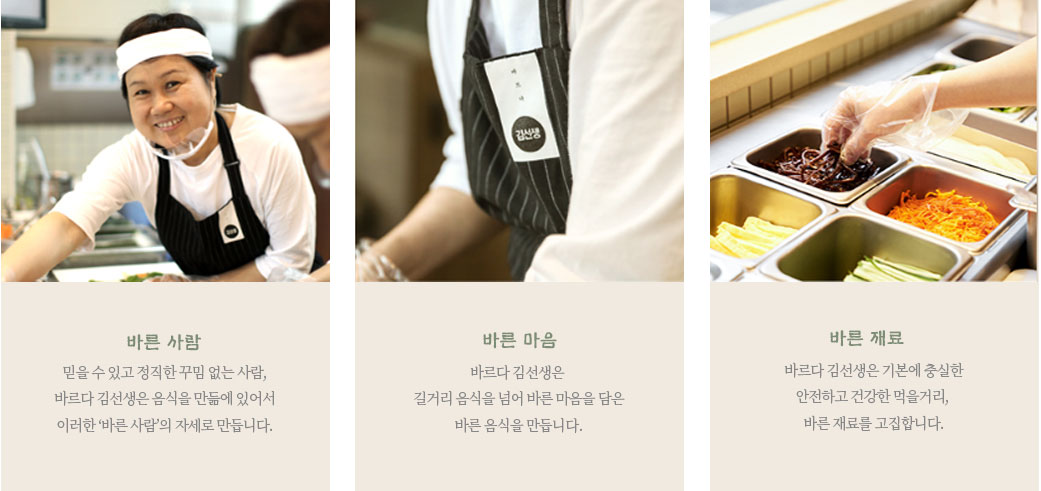 바르다
김선생
바른 사람
믿을 수 있고 정직한 꾸밈 없는 사람,
바르다 김선생은 음식을 만듦에 있어서
이러한 ‘바른 사람’의 자세로 만듭니다.
바른 마음
바르다 김선생은
길거리 음식을 넘어 바른 마음을 담은
바른 음식을 만듭니다.
바른 재료
바르다 김선생은 기본에 충실한
안전하고 건강한 먹을거리,
바른 재료를 고집합니다.